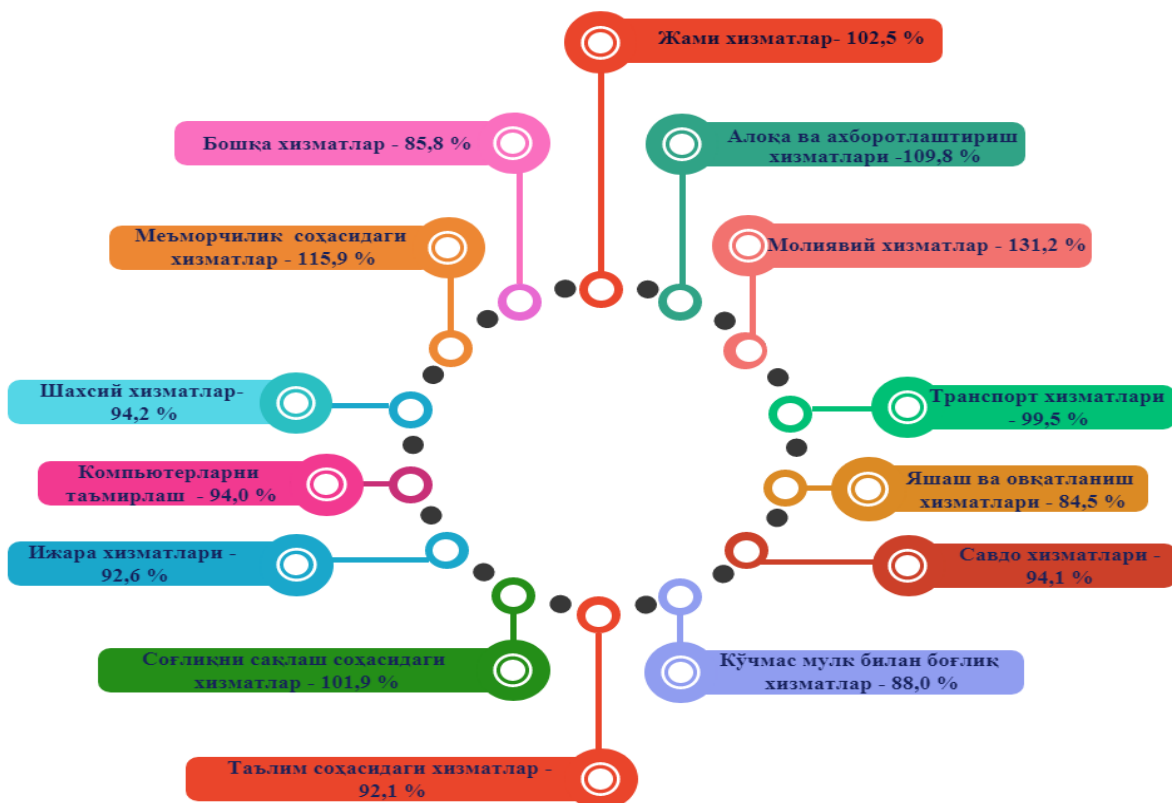 Жами хизматлар- 102,5 %
Бошқа хизматлар - 85,8 %
Алоқа ва ахборотлаштириш
хизматлари -109,8 %
Меъморчилик соҳасидаги
хизматлар - 115,9 %
Молиявий хизматлар - 131,2 %
Шахсий хизматлар-
94,2 %
Транспорт хизматлари
- 99,5 %
Компьютерларни
таъмирлаш - 94,0 %
Яшаш ва овқатланиш
хизматлари - 84,5 %
Ижара хизматлари -
92,6 %
Савдо хизматлари -
94,1 %
Соғлиқни сақлаш соҳасидаги
хизматлар - 101,9 %
Кўчмас мулк билан боғлиқ
хизматлар - 88,0 %
Таълим соҳасидаги хизматлар -
92,1 %